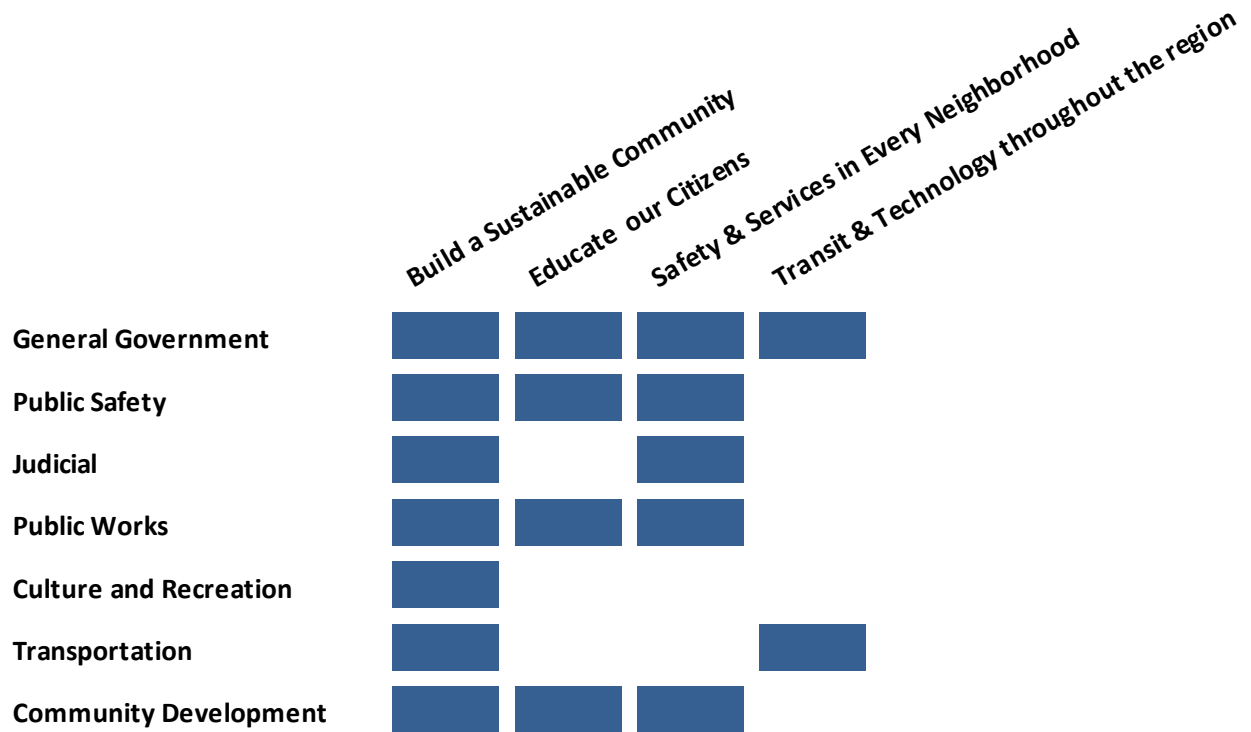 Build a Sustainable Community
Educate our Citizens
Safety & Services in Every Neighborhood
Transit & Technology throughout the region
General Government
Public Safety
Judicial
Public Works
Culture and Recreation
Transportation
Community Development